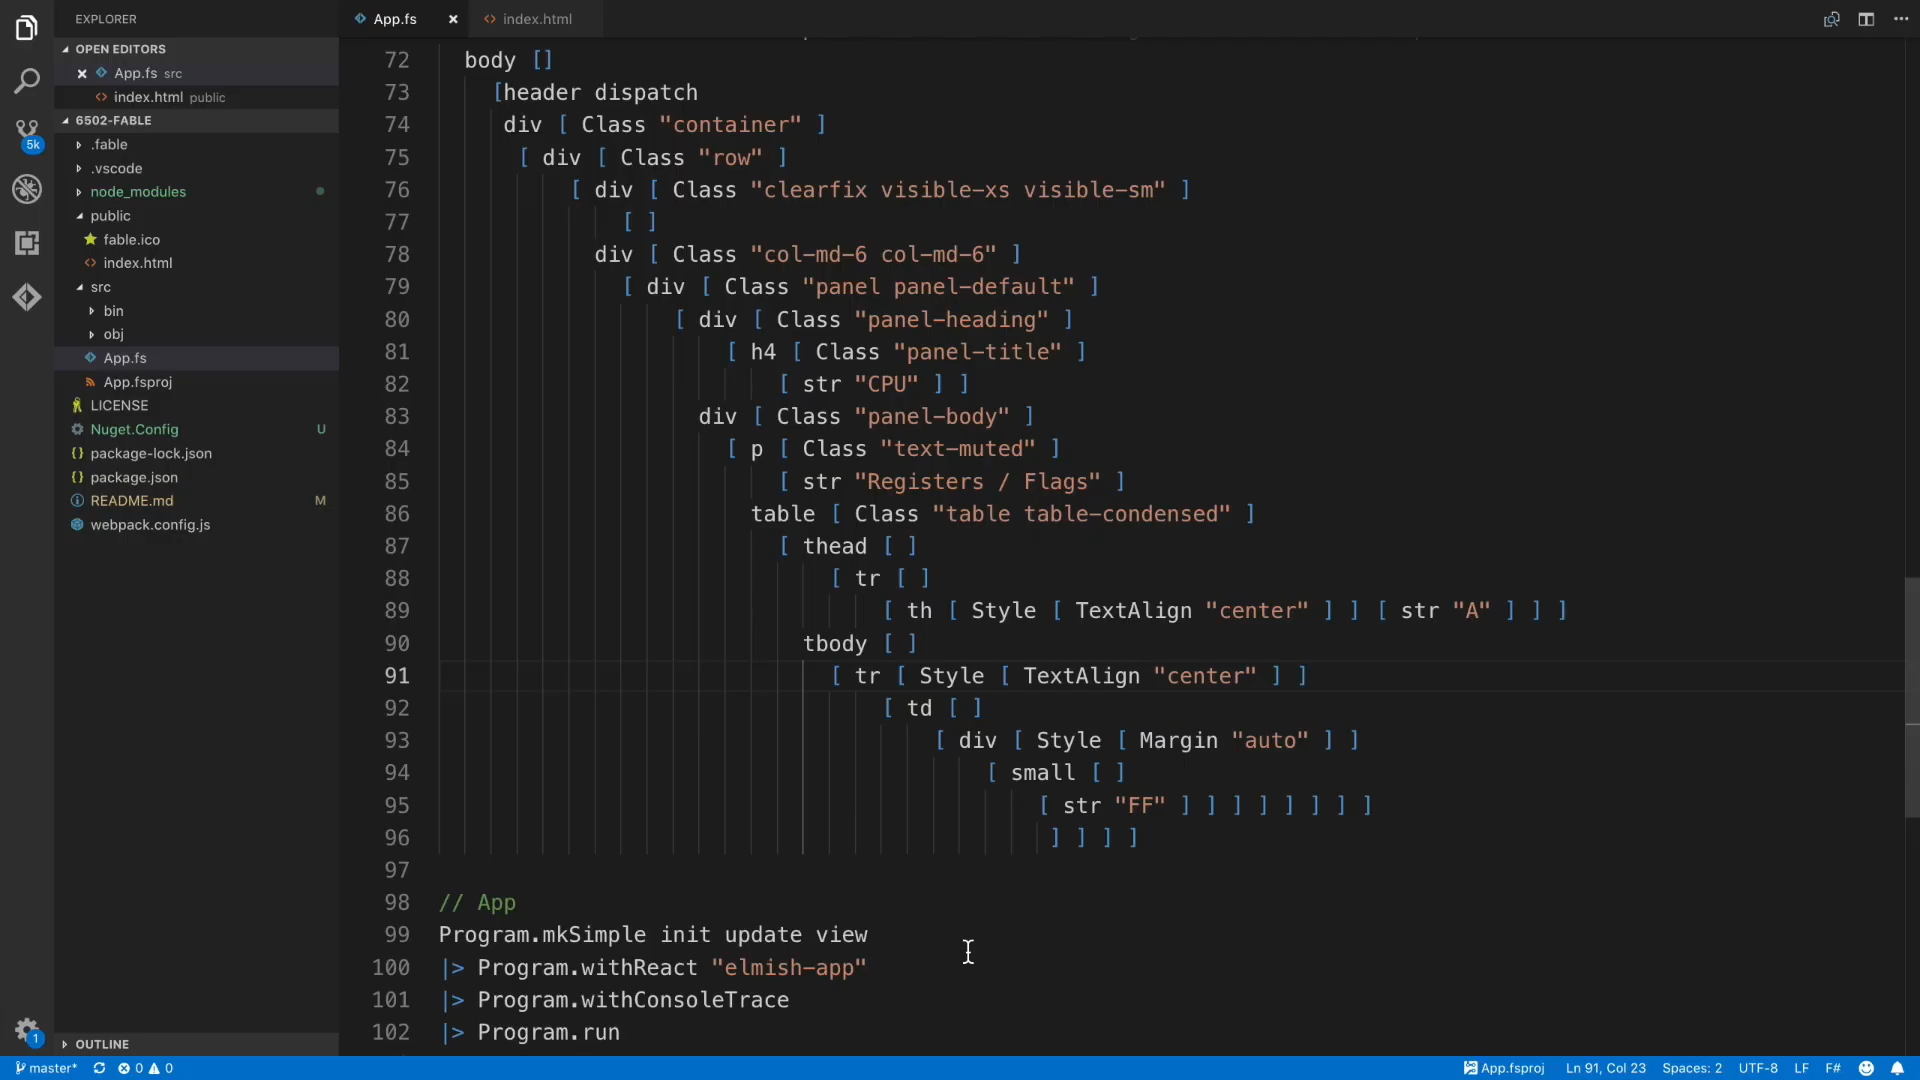 EXPLORER
OPEN EDITORS
App.fs src
index.html public
6502-FABLE
.fable
.vscode
node_modules
public
fable.ico
index.html
src
bin
obj
App.fs
App.fsproj
LICENSE
Nuget.Config U
package-lock.json
package.json
README.md M
webpack.config.js
OUTLINE
5k
1
App.fs
index.html
72 body []
73 [header dispatch
74 div [ Class "container" ]
75 [ div [ Class "row" ]
76 [ div [ Class "clearfix visible-xs visible-sm" ]
77 [ ]
78 div [ Class "col-md-6 col-md-6" ]
79 [ div [ Class "panel panel-default" ]
80 [ div [ Class "panel-heading" ]
81 [ h4 [ Class "panel-title" ]
82 [ str "CPU" ] ]
83 div [ Class "panel-body" ]
84 [ p [ Class "text-muted" ]
85 [ str "Registers / Flags" ]
86 table [ Class "table table-condensed" ]
87 [ thead [ ]
88 [ tr [ ]
89 [ th [ Style [ TextAlign "center" ] ] [ str "A" ] ] ]
90 tbody [ ]
91 [ tr [ Style [ TextAlign "center" ] ]
92 [ td [ ]
93 [ div [ Style [ Margin "auto" ] ]
94 [ small [ ]
95 [ str "FF" ] ] ] ] ] ] ] ]
96 ] ] ] ]
97
98 // App
99 Program.mkSimple init update view
100 |> Program.withReact "elmish-app"
101 |> Program.withConsoleTrace
102 |> Program.run
master* 0 0 App.fsproj Ln 91, Col 23 Spaces: 2 UTF-8 LF F#